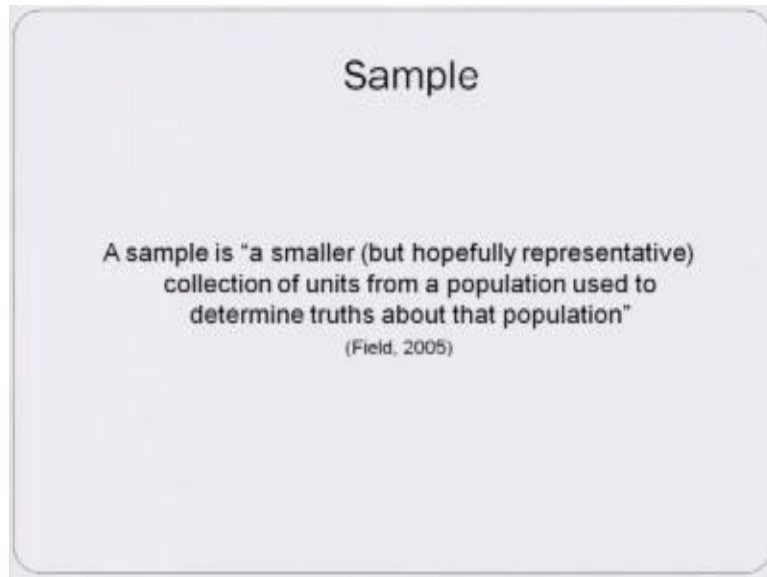 Sample
A sample is “a smaller (but hopefully representative)
collection of units from a population used to
determine truths about that population”
(Field, 2005)